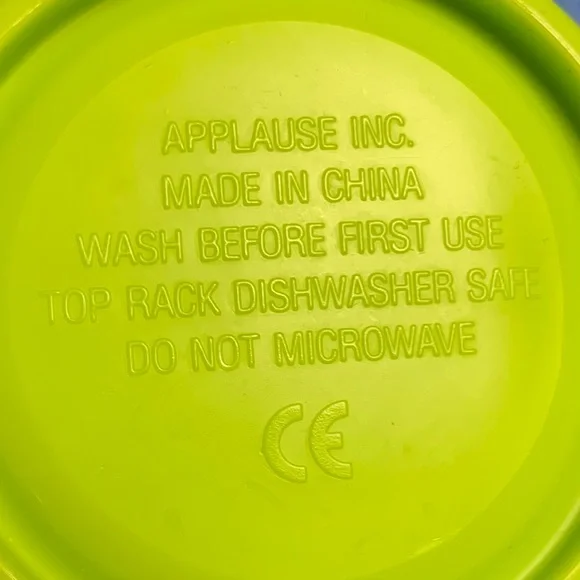 APPLAUSE INC.
MADE IN CHINA
WASH BEFORE FIRST USE
TOP RACK DISHWASHER SAFE
DO NOT MICROWAVE
CE